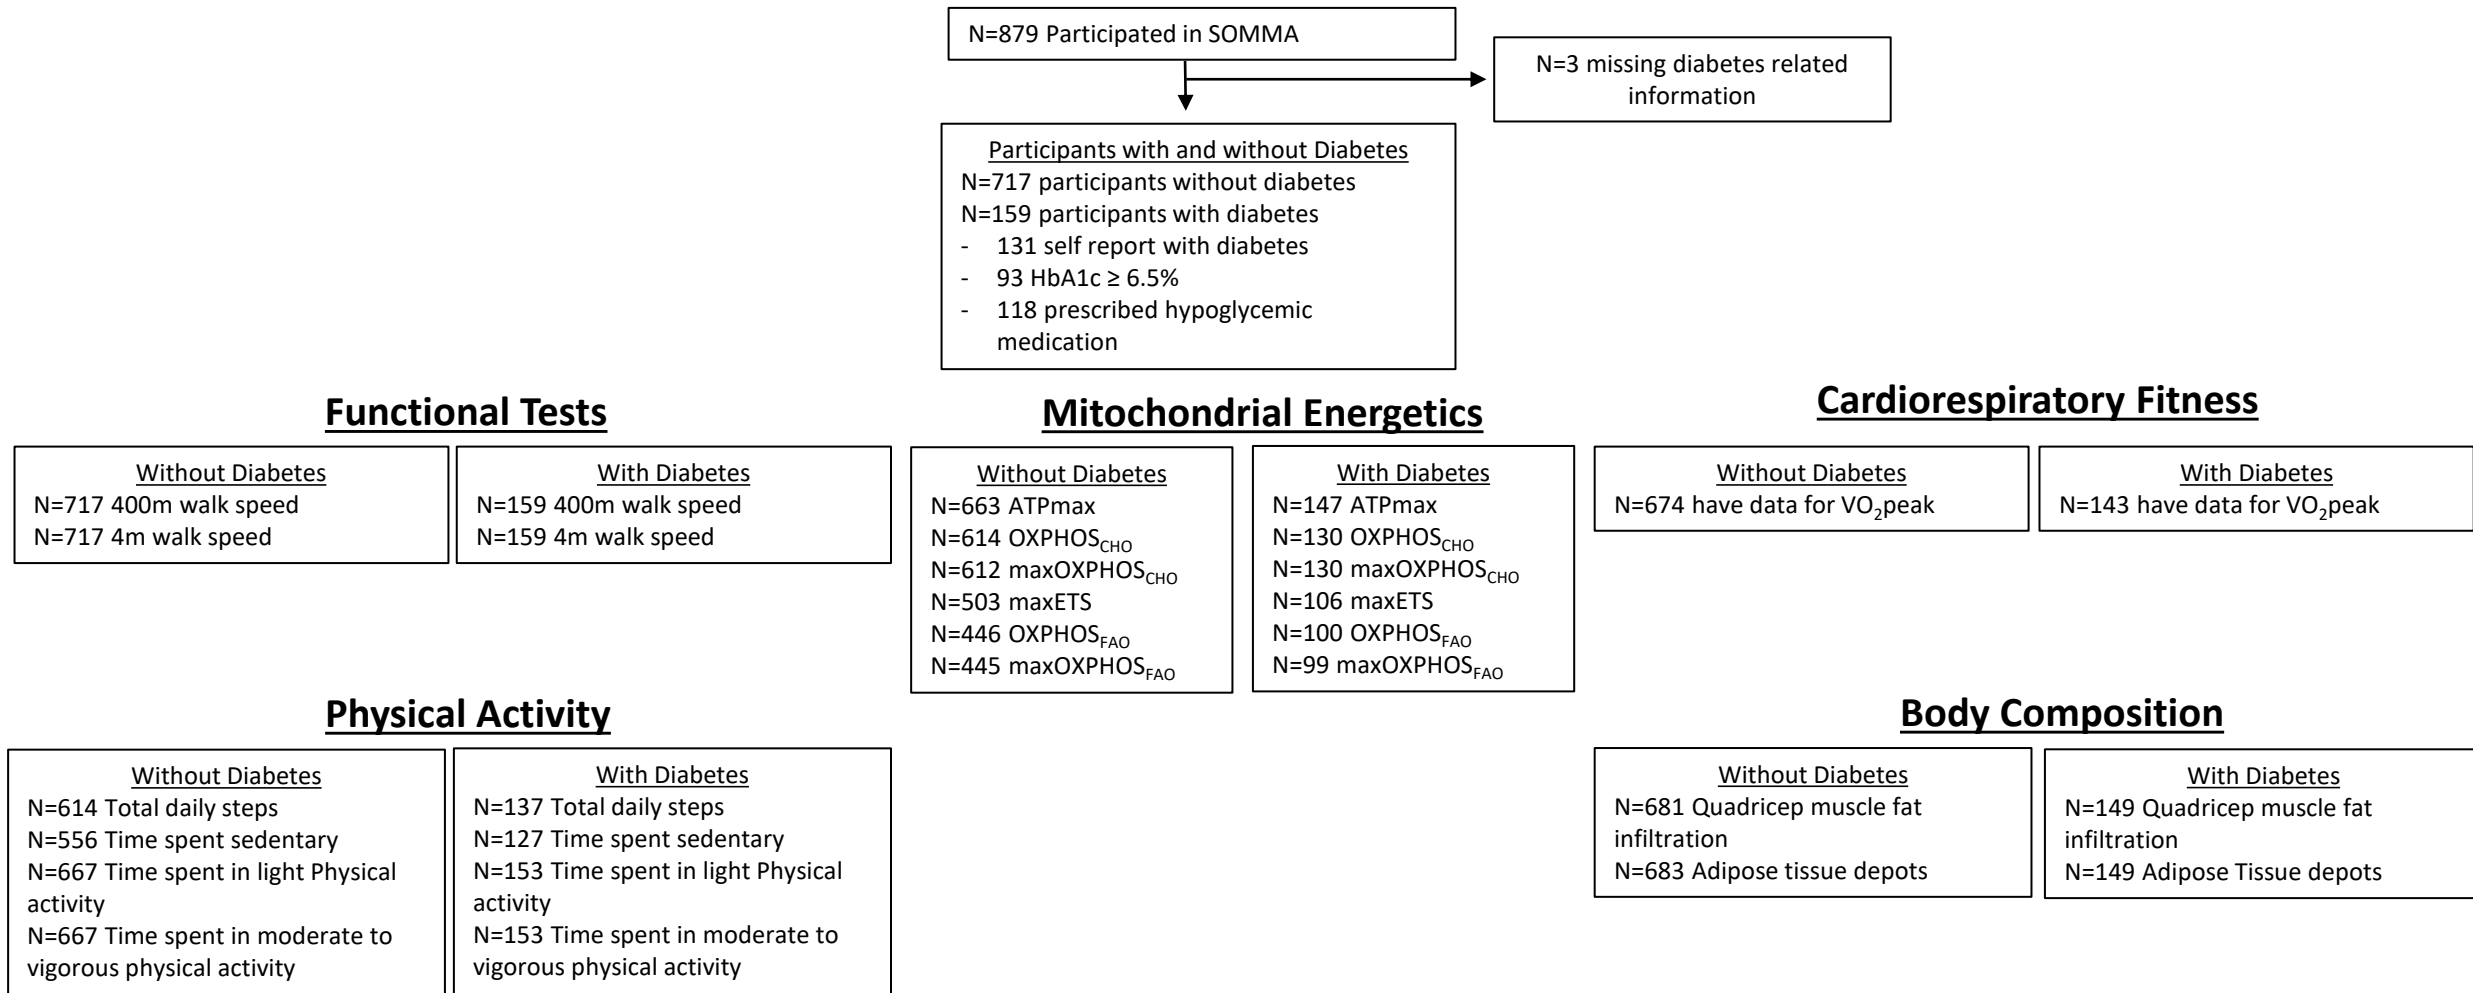 N=879 Participated in SOMMA
N=3 missing diabetes related
information
Participants with and without Diabetes
N=717 participants without diabetes
N=159 participants with diabetes
- 131 self report with diabetes
- 93 HbA1c ≥ 6.5%
- 118 prescribed hypoglycemic
medication
Functional Tests
Without Diabetes
N=717 400m walk speed
N=717 4m walk speed
With Diabetes
N=159 400m walk speed
N=159 4m walk speed
Mitochondrial Energetics
Without Diabetes
N=663 ATPmax
N=614 OXPHOS_CHO
N=612 maxOXPHOS_CHO
N=503 maxETS
N=446 OXPHOS_FAO
N=445 maxOXPHOS_FAO
With Diabetes
N=147 ATPmax
N=130 OXPHOS_CHO
N=130 maxOXPHOS_CHO
N=106 maxETS
N=100 OXPHOS_FAO
N=99 maxOXPHOS_FAO
Cardiorespiratory Fitness
Without Diabetes
N=674 have data for VO₂peak
With Diabetes
N=143 have data for VO₂peak
Physical Activity
Without Diabetes
N=614 Total daily steps
N=556 Time spent sedentary
N=667 Time spent in light Physical
activity
N=667 Time spent in moderate to
vigorous physical activity
With Diabetes
N=137 Total daily steps
N=127 Time spent sedentary
N=153 Time spent in light Physical
activity
N=153 Time spent in moderate to
vigorous physical activity
Body Composition
Without Diabetes
N=681 Quadricep muscle fat
infiltration
N=683 Adipose tissue depots
With Diabetes
N=149 Quadricep muscle fat
infiltration
N=149 Adipose Tissue depots